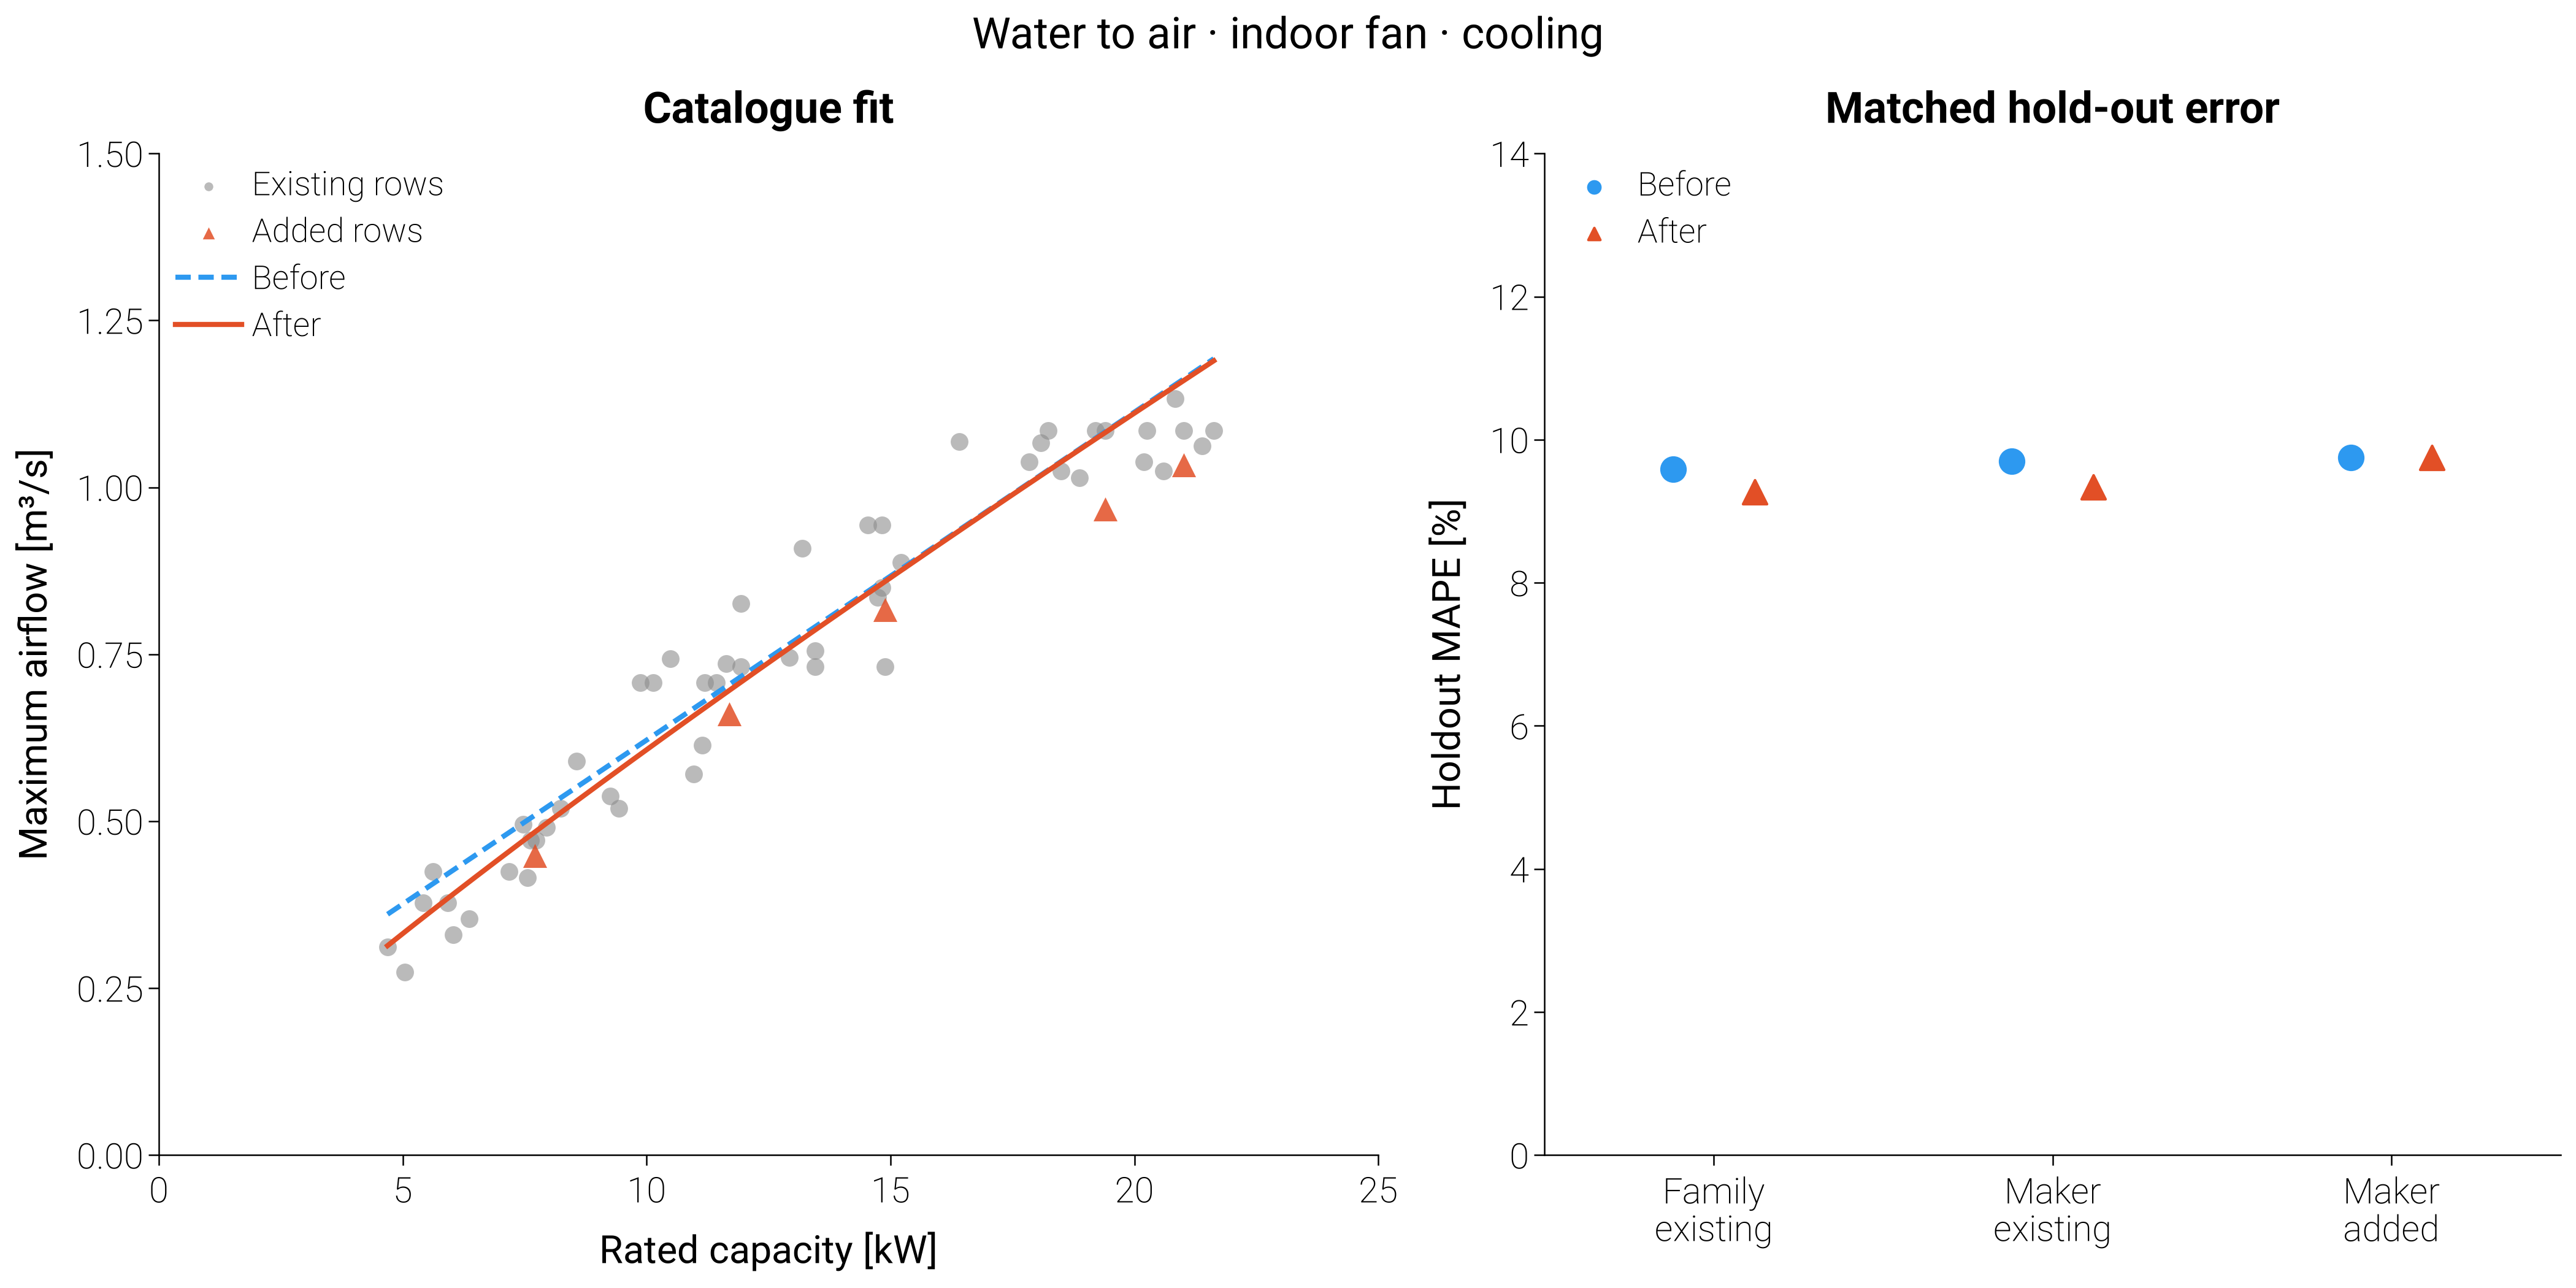 Water to air · indoor fan · cooling
Catalogue fit
1.50
1.25
1.00
0.75
0.50
0.25
0.00
Maximum airflow [m³/s]
Existing rows
Added rows
Before
After
0 5 10 15 20 25
Rated capacity [kW]
Matched hold-out error
14
12
10
8
6
4
2
0
Holdout MAPE [%]
Before
After
Family
existing
Maker
existing
Maker
added